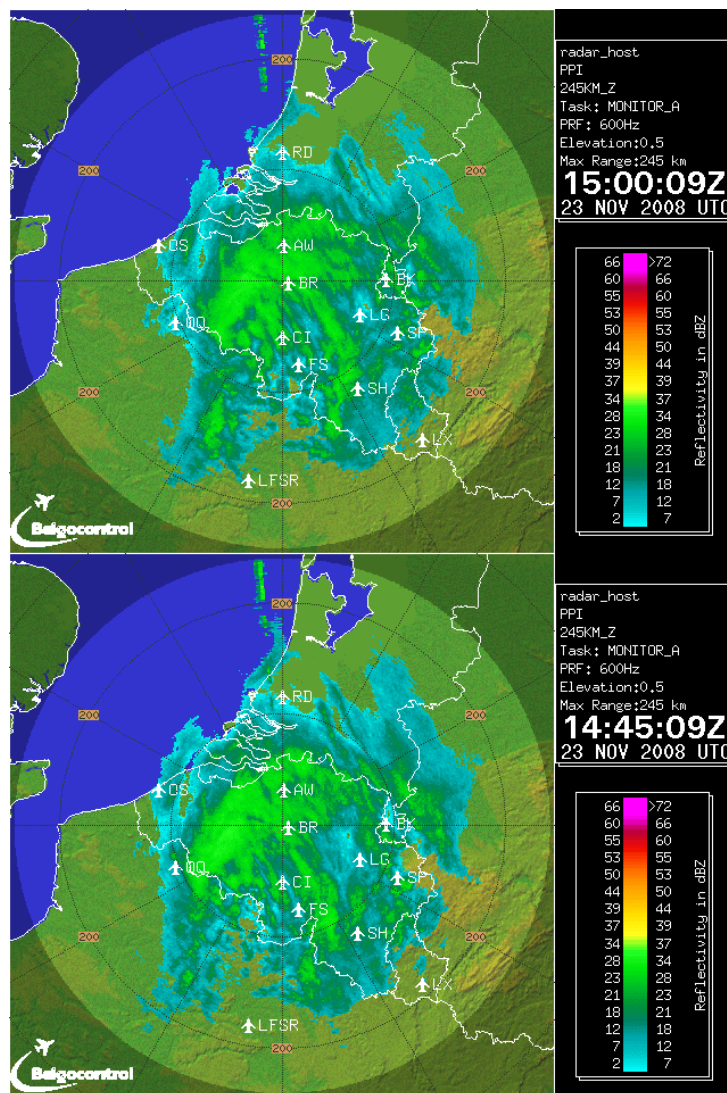 200
200
200
RD
OS
AW
BR
BK
QQ
LG
CI
SP
FS
200
200
SH
LX
LFSR
200
Belgocontrol
radar_host
PPI
245KM_Z
Task: MONITOR_A
PRF: 600Hz
Elevation:0.5
Max Range:245 km
15:00:09Z
23 NOV 2008 UTC
66 >72
60 66
55 60
53 55
50 53
44 50
39 44
37 39
34 37
28 34
23 28
21 23
18 21
12 18
7 12
2 7
Reflectivity in dBZ
200
200
200
RD
OS
AW
BR
BK
QQ
LG
CI
SP
FS
200
200
SH
LX
LFSR
200
Belgocontrol
radar_host
PPI
245KM_Z
Task: MONITOR_A
PRF: 600Hz
Elevation:0.5
Max Range:245 km
14:45:09Z
23 NOV 2008 UTC
66 >72
60 66
55 60
53 55
50 53
44 50
39 44
37 39
34 37
28 34
23 28
21 23
18 21
12 18
7 12
2 7
Reflectivity in dBZ